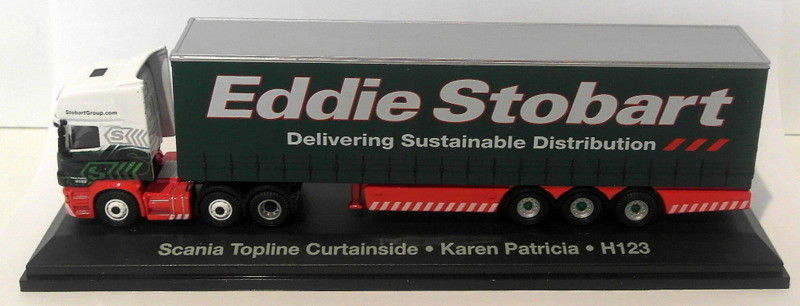 StobartGroup.com
Eddie Stobart
Delivering Sustainable Distribution
S
Scania Topline Curtainside • Karen Patricia • H123